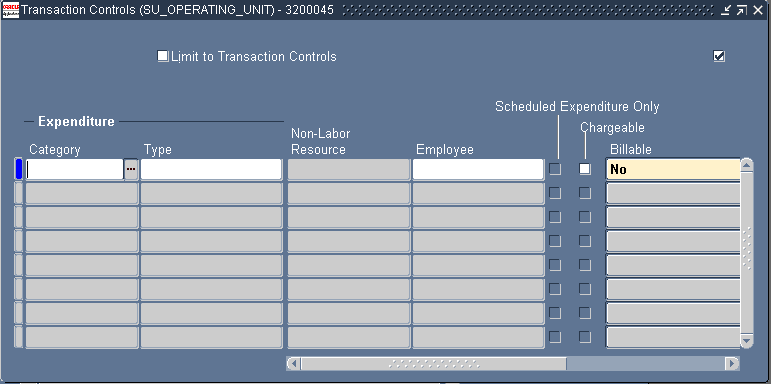 Transaction Controls (SU_OPERATING_UNIT) - 3200045
Limit to Transaction Controls
Scheduled Expenditure Only
Expenditure
Chargeable
Non-Labor
Category Type Resource Employee Billable
No